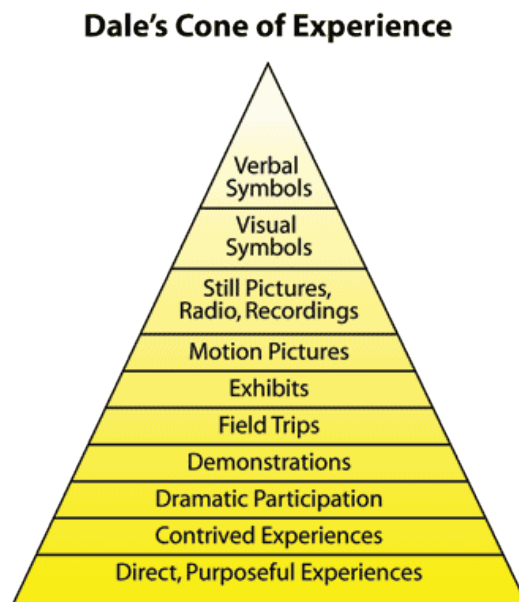 Dale's Cone of Experience
Verbal
Symbols
Visual
Symbols
Still Pictures,
Radio, Recordings
Motion Pictures
Exhibits
Field Trips
Demonstrations
Dramatic Participation
Contrived Experiences
Direct, Purposeful Experiences